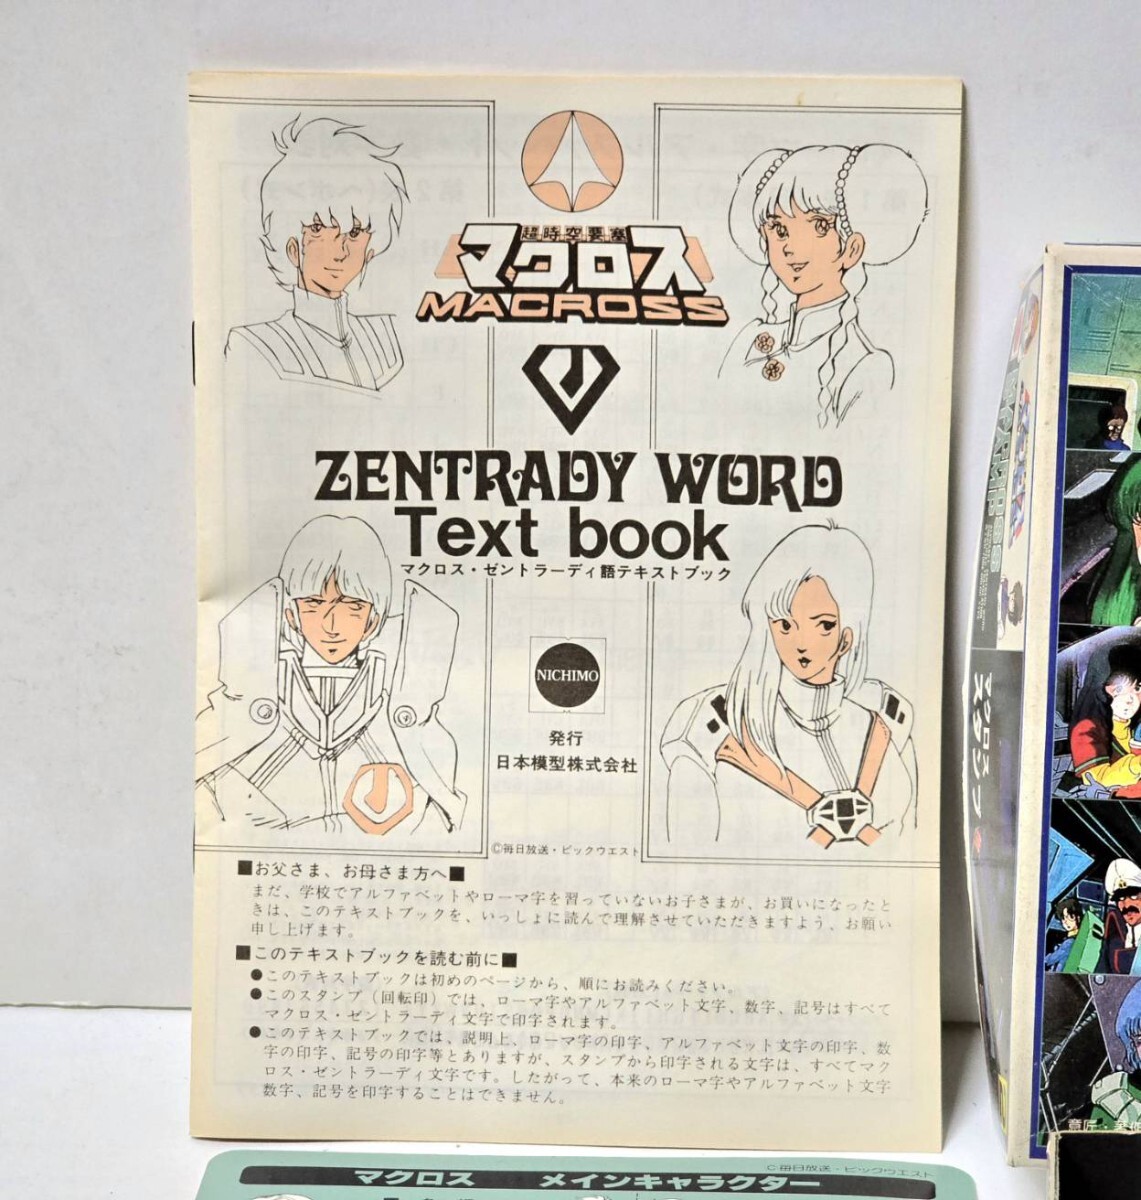 超時空要塞
マクロス
MACROSS
ZENTRADY WORD
Text book
マクロス・ゼントラーディ語テキストブック
NICHIMO
発行
日本模型株式会社
©毎日放送・ビックウエスト
■お父さま、お母さま方へ■
まだ、学校でアルファベットやローマ字を習っていないお子さまが、お買いになったと
きは、このテキストブックを、いっしょに読んで理解させていただきますよう、お願い
申し上げます。
■このテキストブックを読む前に■
●このテキストブックは初めのページから、順にお読みください。
●このスタンプ（回転印）では、ローマ字やアルファベット文字、数字、記号はすべて
マクロス・ゼントラーディ文字で印字されます。
●このテキストブックでは、説明上、ローマ字の印字、アルファベット文字の印字、数
字の印字、記号の印字等とありますが、スタンプから印字される文字は、すべてマク
ロス・ゼントラーディ文字です。したがって、本来のローマ字やアルファベット文字
数字、記号を印字することはできません。
©毎日放送・ビックウエスト
マクロス メインキャラクター
マクロス
スタンプ
意匠・